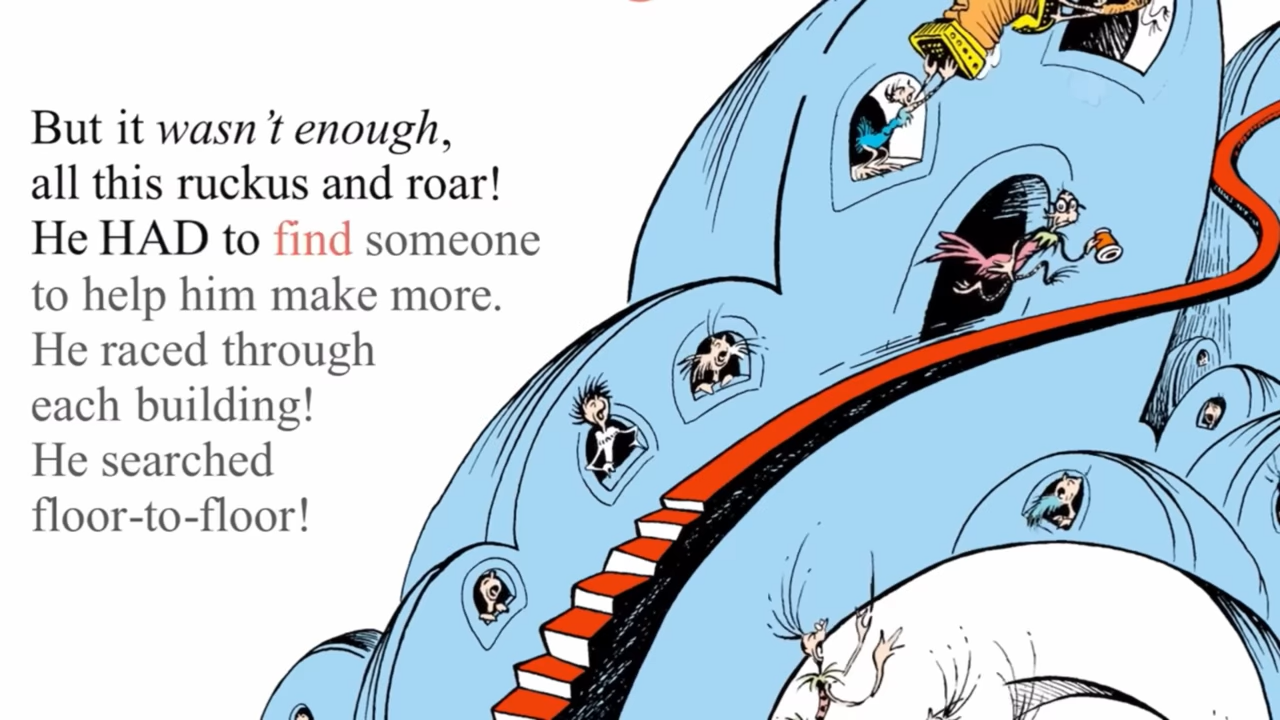 But it wasn't enough,
all this ruckus and roar!
He HAD to find someone
to help him make more.
He raced through
each building!
He searched
floor-to-floor!